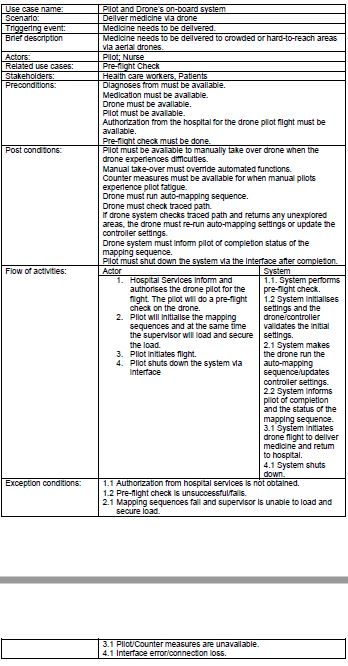 Use case name: Pilot and Drone's on-board system
Scenario: Deliver medicine via drone
Triggering event: Medicine needs to be delivered.
Brief description Medicine needs to be delivered to crowded or hard-to-reach areas
via aerial drones.
Actors: Pilot; Nurse
Related use cases: Pre-flight Check
Stakeholders: Health care workers, Patients
Preconditions: Diagnoses from must be available.
Medication must be available.
Drone must be available.
Pilot must be available.
Authorization from the hospital for the drone pilot flight must be
available.
Pre-flight check must be done.
Post conditions: Pilot must be available to manually take over drone when the
drone experiences difficulties.
Manual take-over must override automated functions.
Counter measures must be available for when manual pilots
experience pilot fatigue.
Drone must run auto-mapping sequence.
Drone must check traced path.
If drone system checks traced path and returns any unexplored
areas, the drone must re-run auto-mapping settings or update the
controller settings.
Drone system must inform pilot of completion status of the
mapping sequence.
Pilot must shut down the system via the Interface after completion.
Flow of activities: Actor System
1. Hospital Services inform and
authorises the drone pilot for the
flight. The pilot will do a pre-flight
check on the drone.
2. Pilot will initialise the mapping
sequences and at the same time
the supervisor will load and secure
the load.
3. Pilot initiates flight.
4. Pilot shuts down the system via
Interface
1.1. System performs
pre-flight check.
1.2 System initialises
settings and the
drone/controller
validates the initial
settings.
2.1 System makes
the drone run the
auto-mapping
sequence/updates
controller settings.
2.2 System informs
pilot of completion
and the status of the
mapping sequence.
3.1 System initiates
drone flight to deliver
medicine and return
to hospital.
4.1 System shuts
down.
Exception conditions: 1.1 Authorization from hospital services is not obtained.
1.2 Pre-flight check is unsuccessful/fails.
2.1 Mapping sequences fail and supervisor is unable to load and
secure load.
3.1 Pilot/Counter measures are unavailable.
4.1 Interface error/connection loss.